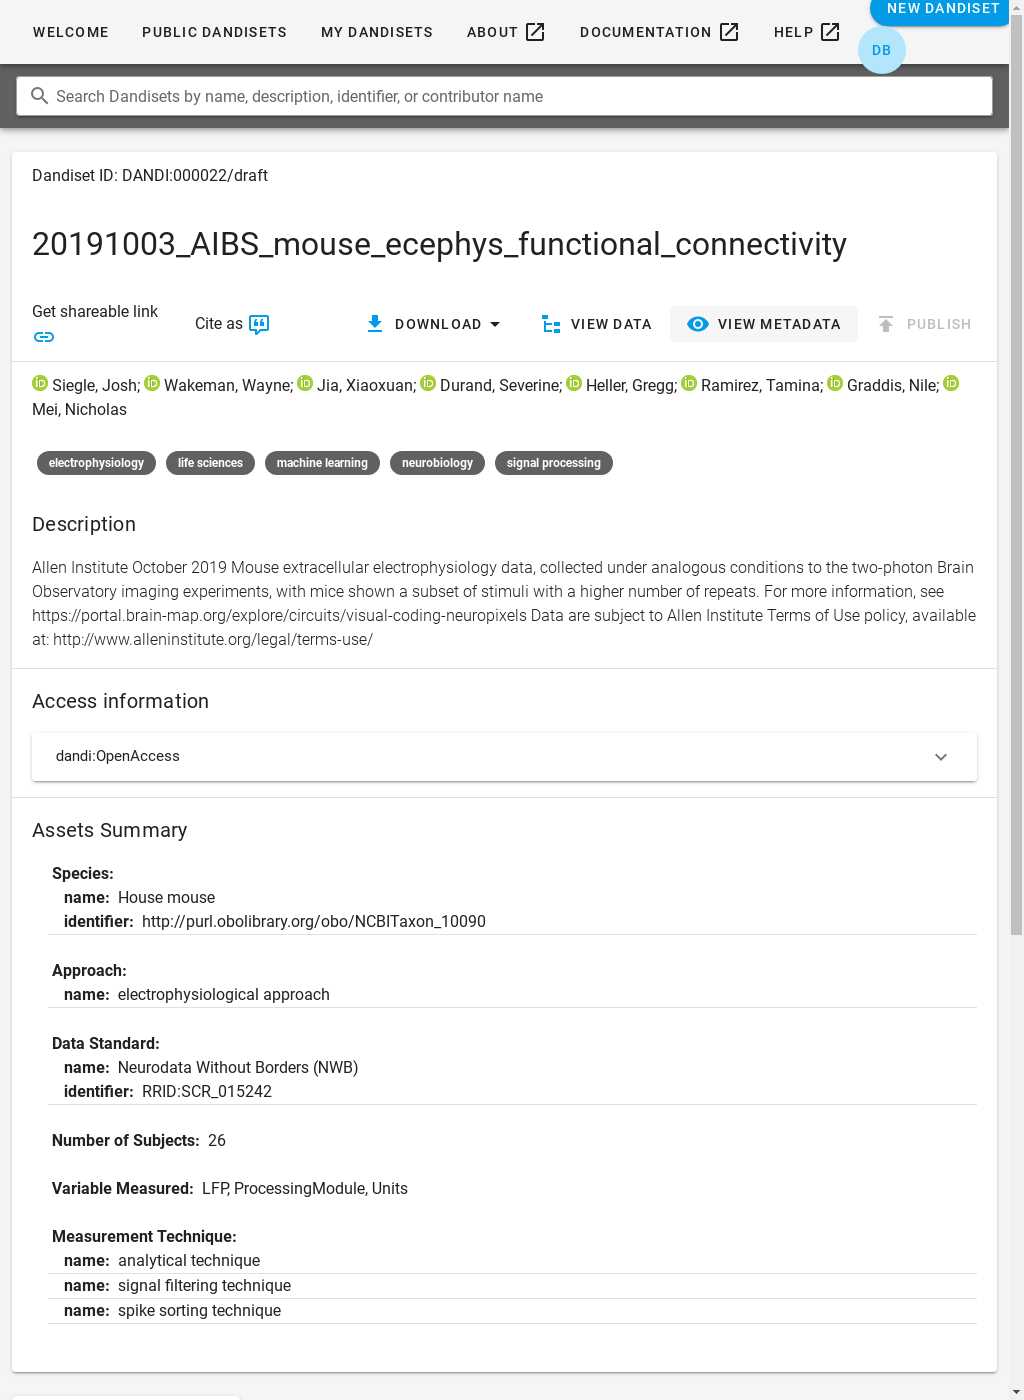 WELCOME PUBLIC DANDISETS MY DANDISETS ABOUT DOCUMENTATION HELP NEW DANDISET
DB
Search Dandisets by name, description, identifier, or contributor name
Dandiset ID: DANDI:000022/draft
20191003_AIBS_mouse_ecephys_functional_connectivity
Get shareable link
Cite as DOWNLOAD VIEW DATA VIEW METADATA PUBLISH
iD Siegle, Josh; iD Wakeman, Wayne; iD Jia, Xiaoxuan; iD Durand, Severine; iD Heller, Gregg; iD Ramirez, Tamina; iD Graddis, Nile; iD
Mei, Nicholas
electrophysiology life sciences machine learning neurobiology signal processing
Description
Allen Institute October 2019 Mouse extracellular electrophysiology data, collected under analogous conditions to the two-photon Brain
Observatory imaging experiments, with mice shown a subset of stimuli with a higher number of repeats. For more information, see
https://portal.brain-map.org/explore/circuits/visual-coding-neuropixels Data are subject to Allen Institute Terms of Use policy, available
at: http://www.alleninstitute.org/legal/terms-use/
Access information
dandi:OpenAccess
Assets Summary
Species:
name: House mouse
identifier: http://purl.obolibrary.org/obo/NCBITaxon_10090
Approach:
name: electrophysiological approach
Data Standard:
name: Neurodata Without Borders (NWB)
identifier: RRID:SCR_015242
Number of Subjects: 26
Variable Measured: LFP, ProcessingModule, Units
Measurement Technique:
name: analytical technique
name: signal filtering technique
name: spike sorting technique